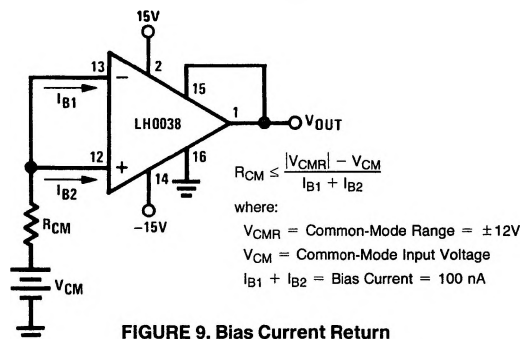 15V
2
13
−
I_B1
15
LH0038
1
V_OUT
12
+
I_B2
16
14
−15V
R_CM
V_CM
R_CM ≤ (|V_CMR| − V_CM) / (I_B1 + I_B2)
where:
V_CMR = Common-Mode Range = ±12V
V_CM = Common-Mode Input Voltage
I_B1 + I_B2 = Bias Current = 100 nA
FIGURE 9. Bias Current Return